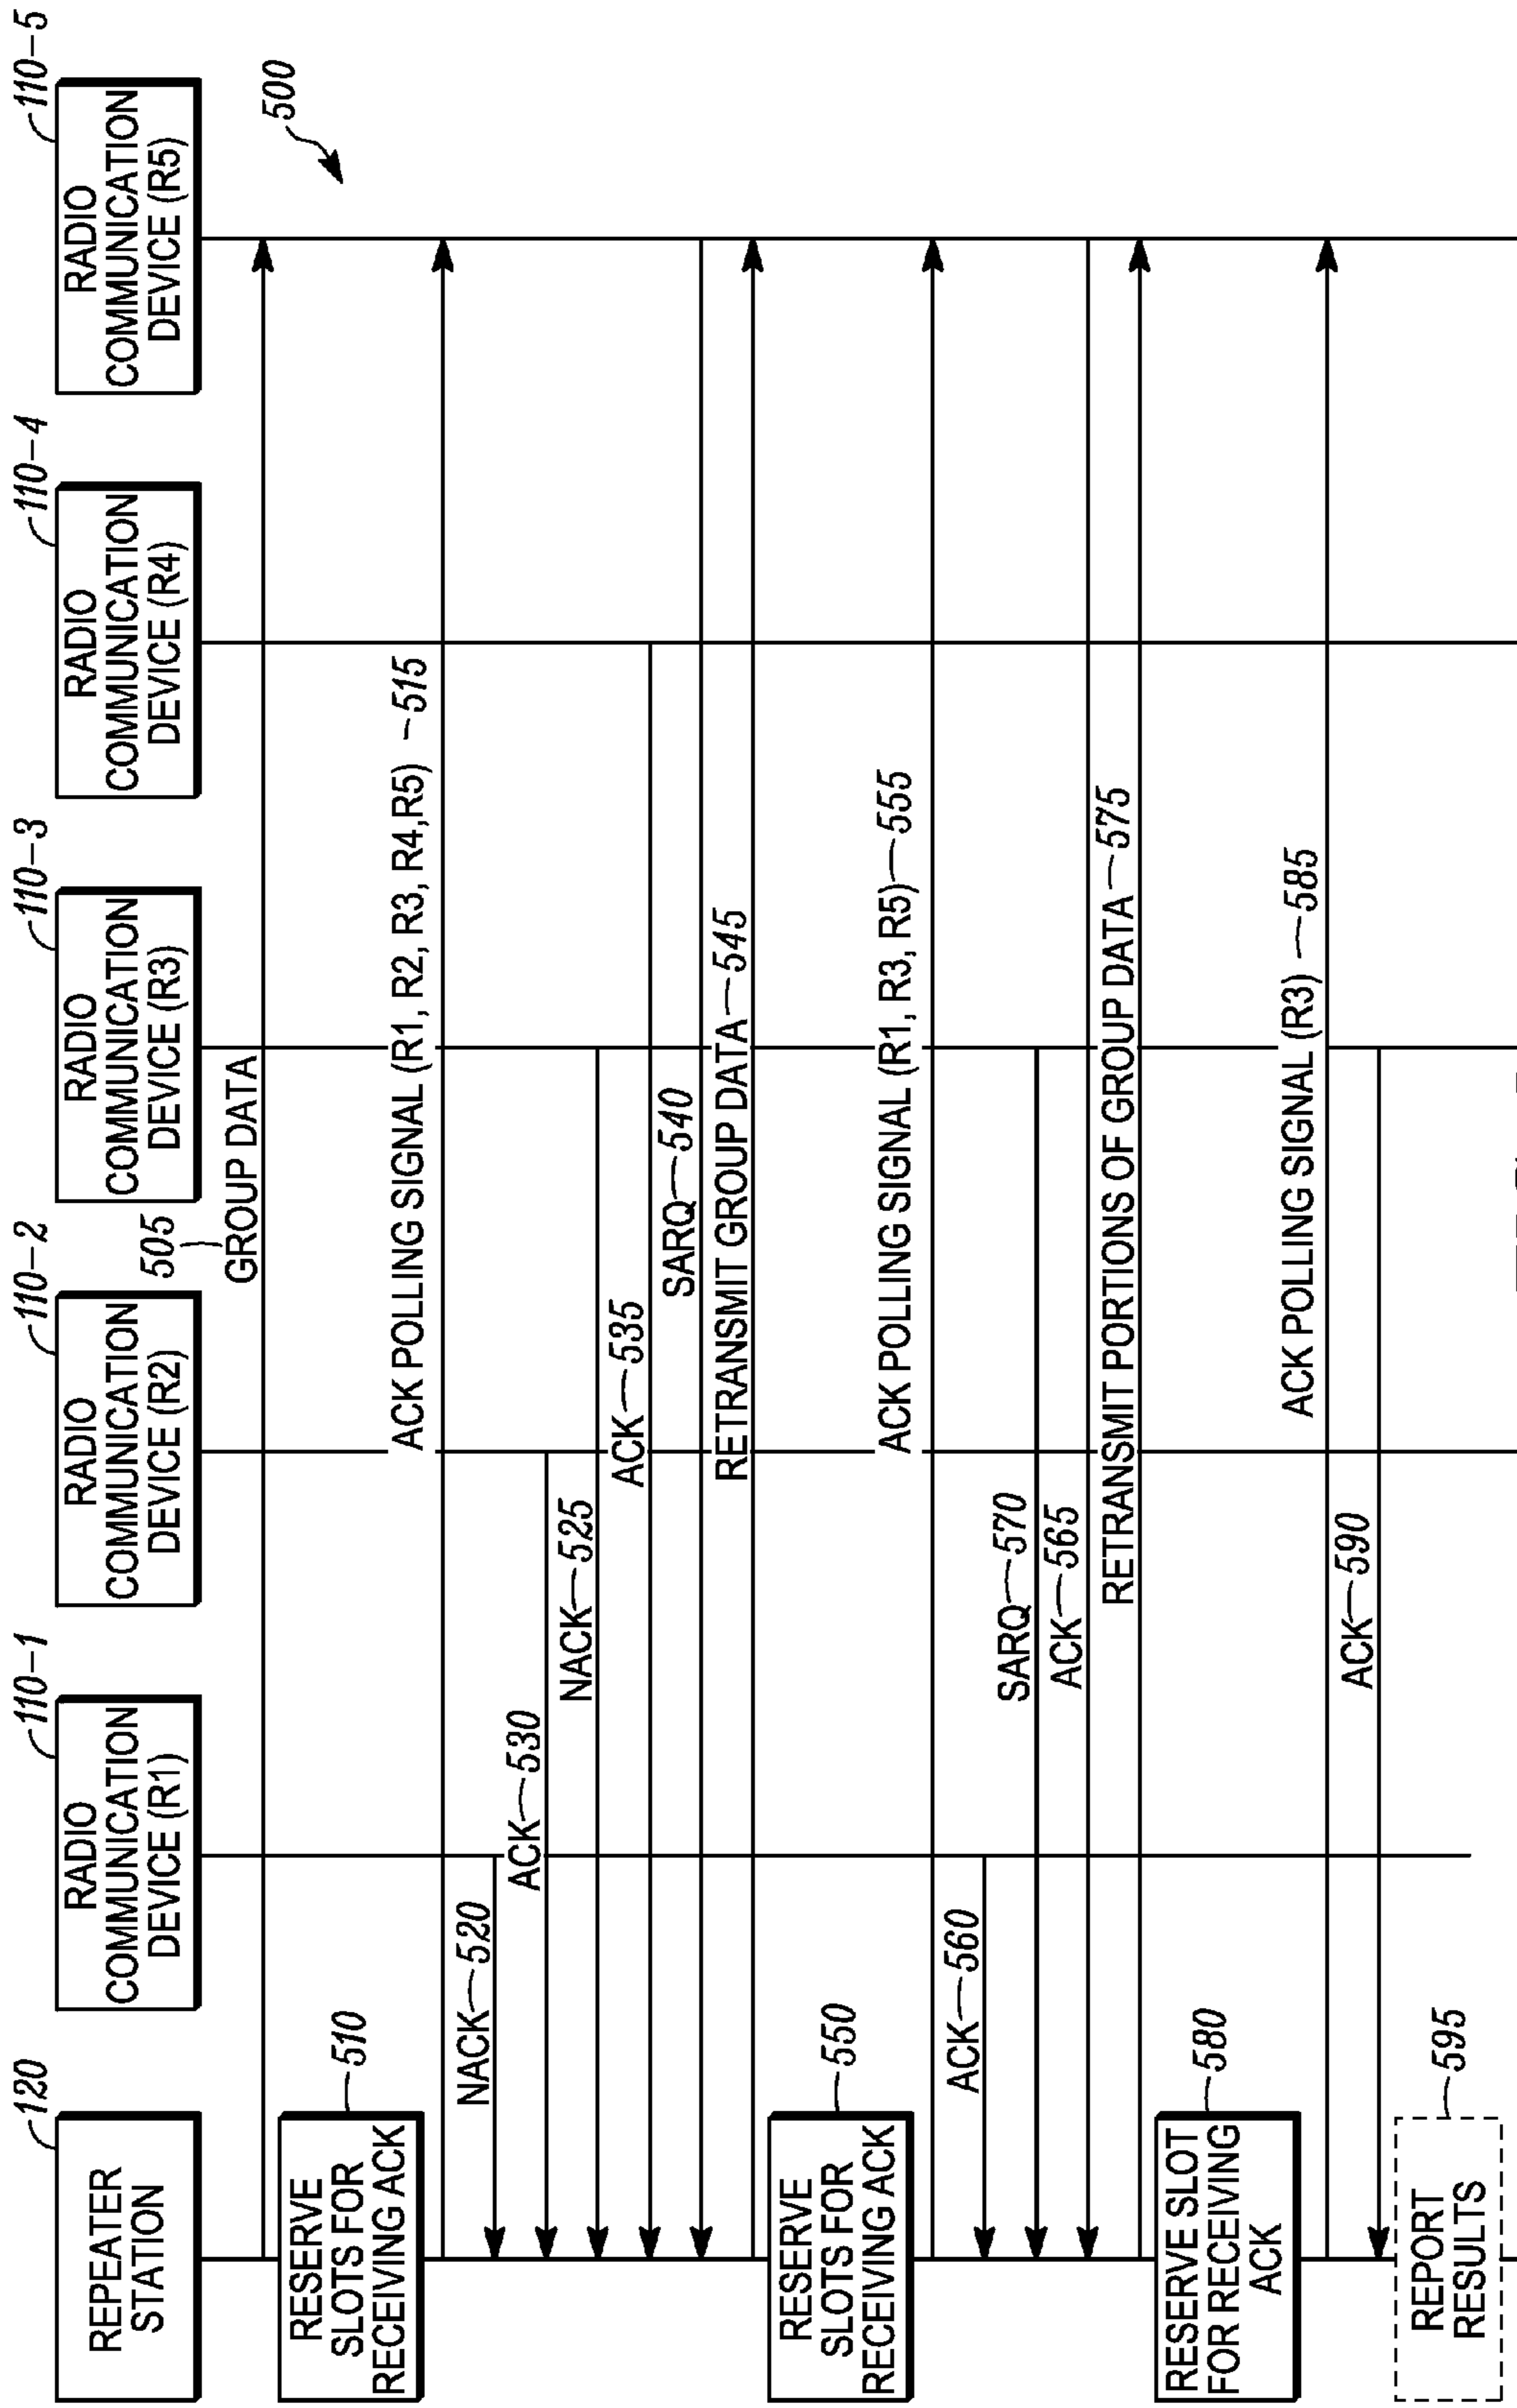 120
REPEATER
STATION
110-1
RADIO
COMMUNICATION
DEVICE (R1)
110-2
RADIO
COMMUNICATION
DEVICE (R2)
110-3
RADIO
COMMUNICATION
DEVICE (R3)
110-4
RADIO
COMMUNICATION
DEVICE (R4)
110-5
RADIO
COMMUNICATION
DEVICE (R5)
500
505
GROUP DATA
RESERVE
SLOTS FOR
RECEIVING ACK
510
ACK POLLING SIGNAL (R1, R2, R3, R4,R5) 515
NACK 520
ACK 530
NACK 525
ACK 535
SARQ 540
RETRANSMIT GROUP DATA 545
RESERVE
SLOTS FOR
RECEIVING ACK
550
ACK POLLING SIGNAL (R1, R3, R5) 555
ACK 560
SARQ 570
ACK 565
RETRANSMIT PORTIONS OF GROUP DATA 575
RESERVE SLOT
FOR RECEIVING
ACK
580
ACK POLLING SIGNAL (R3) 585
ACK 590
REPORT
RESULTS
595